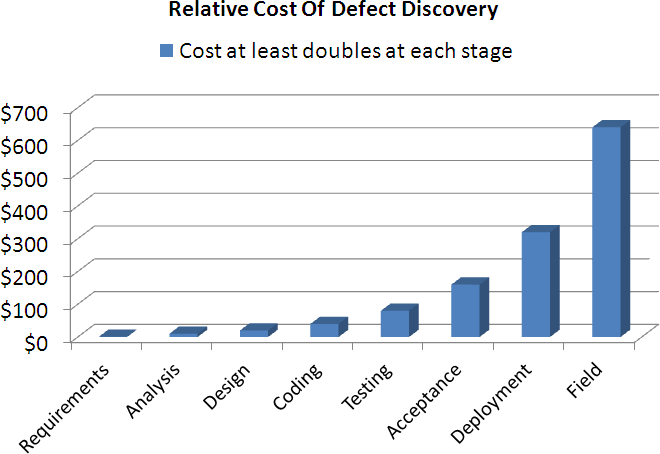 Relative Cost Of Defect Discovery
Cost at least doubles at each stage
$700
$600
$500
$400
$300
$200
$100
$0
Requirements
Analysis
Design
Coding
Testing
Acceptance
Deployment
Field